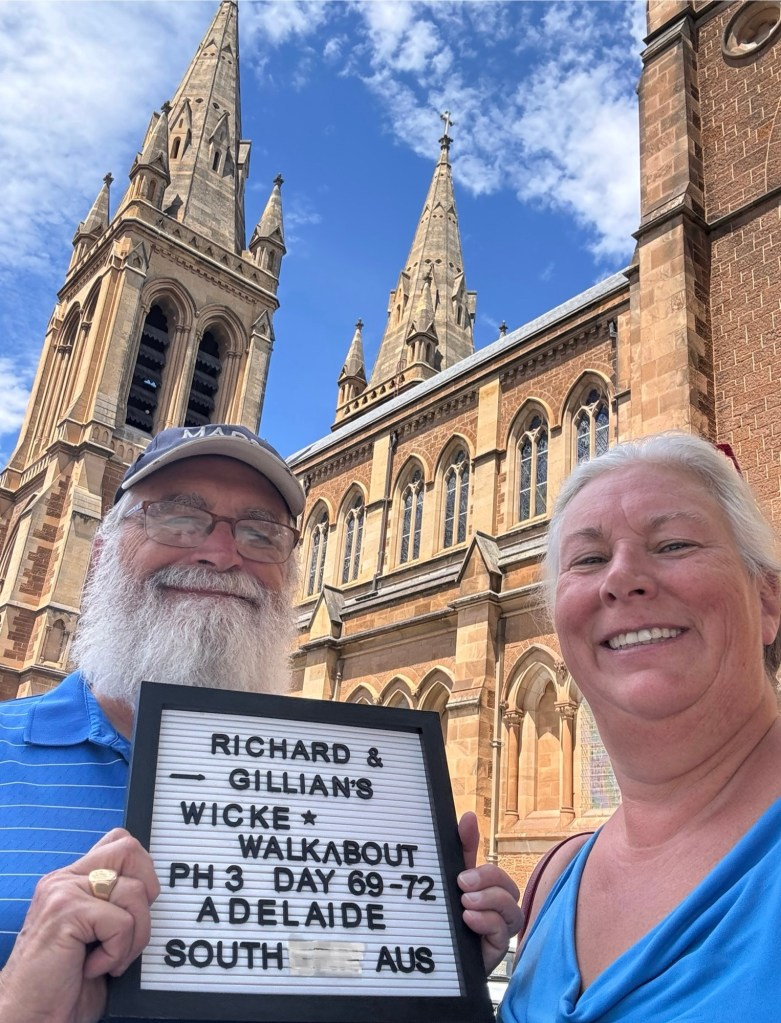 RICHARD &
→ GILLIAN'S
WICKE ★
WALKABOUT
PH 3 DAY 69-72
ADELAIDE
SOUTH AUS